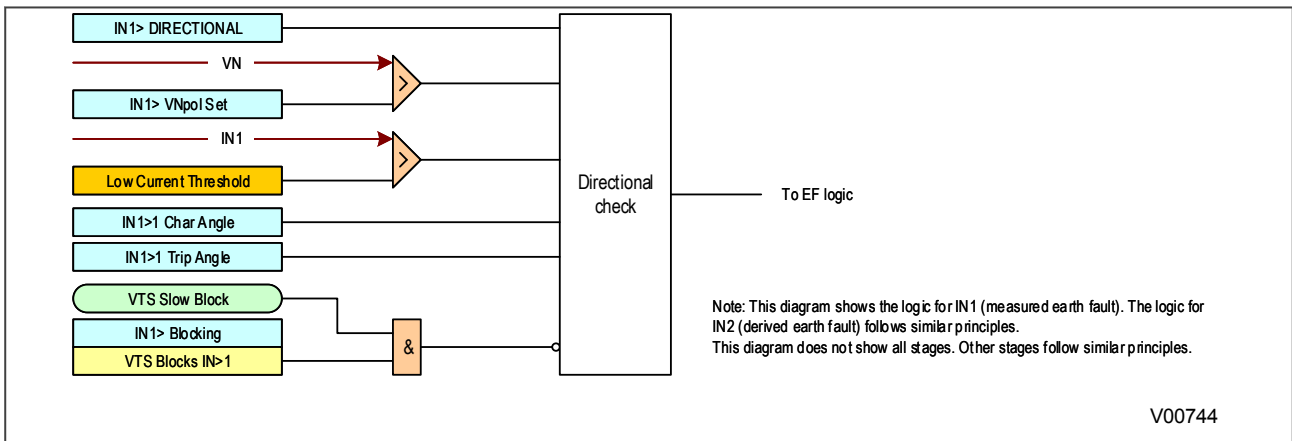 IN1> DIRECTIONAL
VN
>
IN1> VNpol Set
IN1
>
Low Current Threshold
Directional
check
To EF logic
IN1>1 Char Angle
IN1>1 Trip Angle
VTS Slow Block
IN1> Blocking
&
VTS Blocks IN>1
Note: This diagram shows the logic for IN1 (measured earth fault). The logic for
IN2 (derived earth fault) follows similar principles.
This diagram does not show all stages. Other stages follow similar principles.
V00744